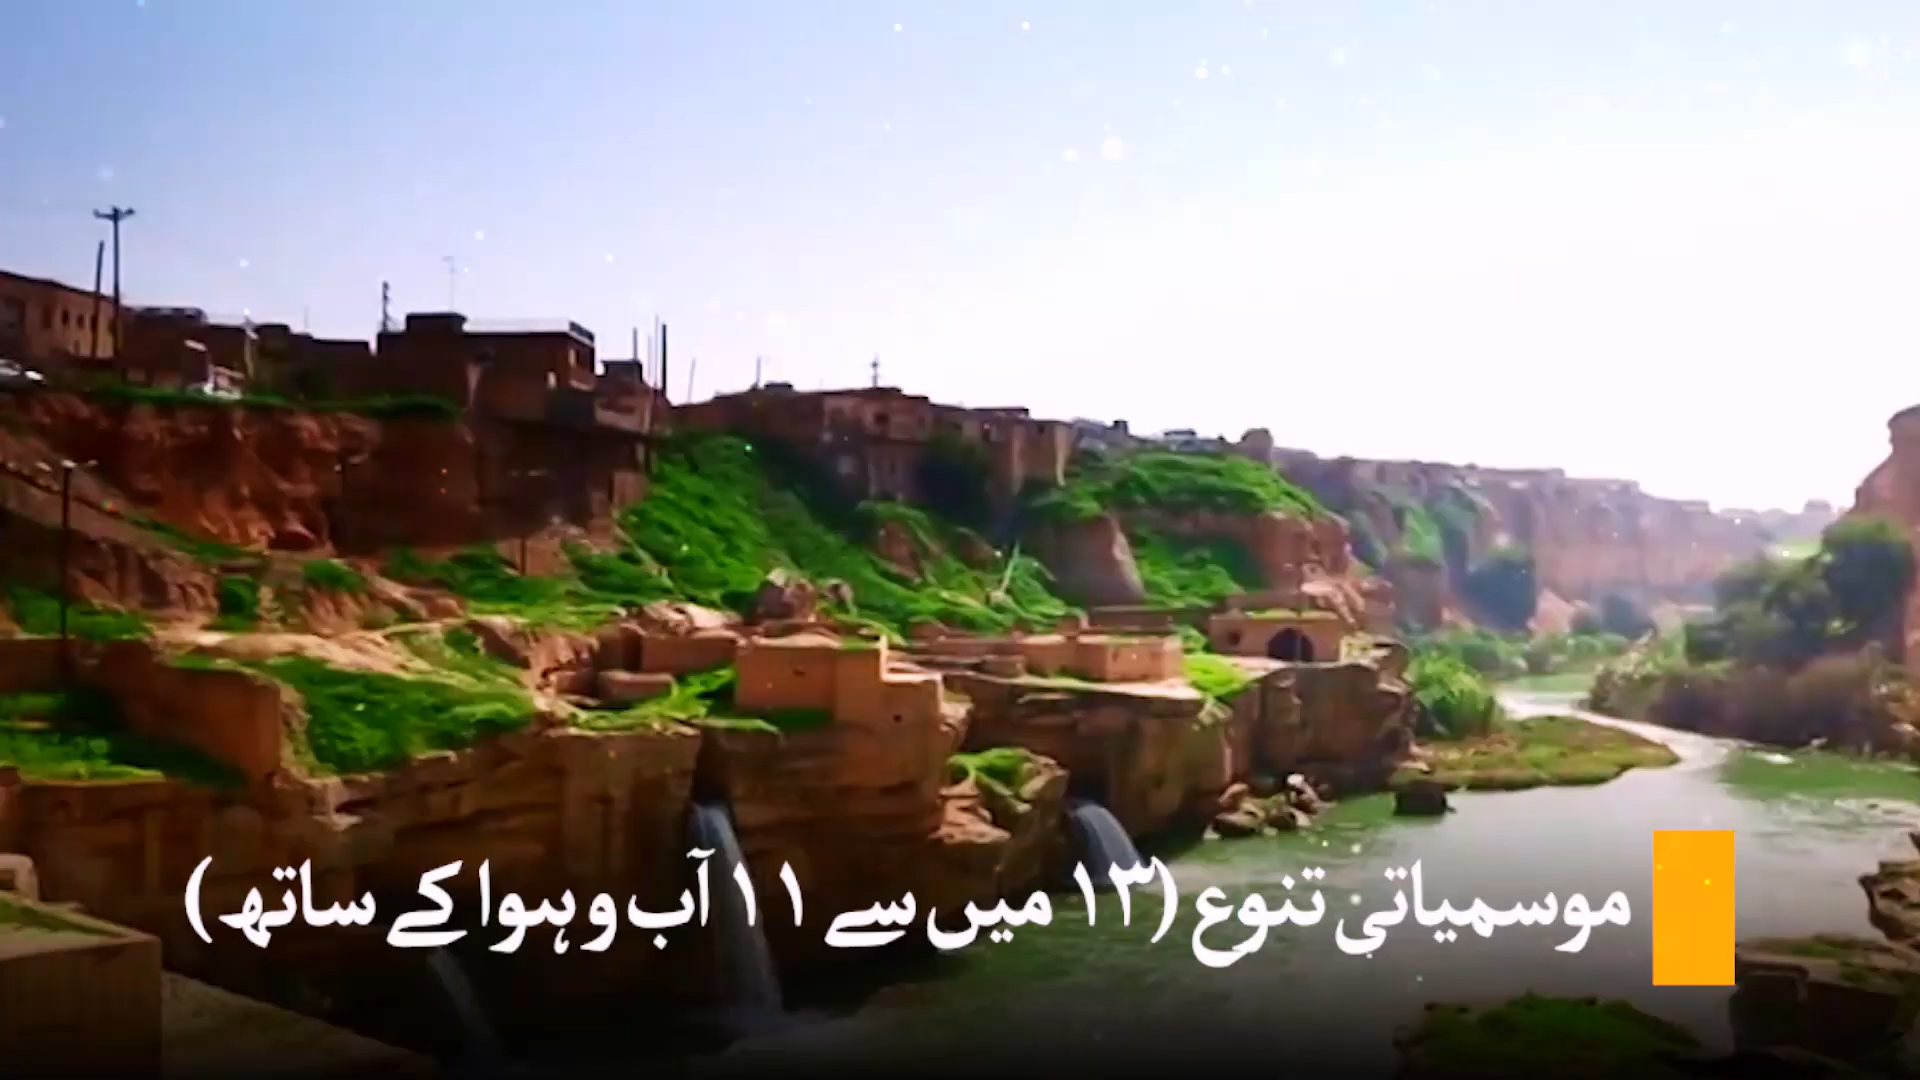 موسمیاتی تنوع (۱۳ میں سے ۱۱ آب و ہوا کے ساتھ)